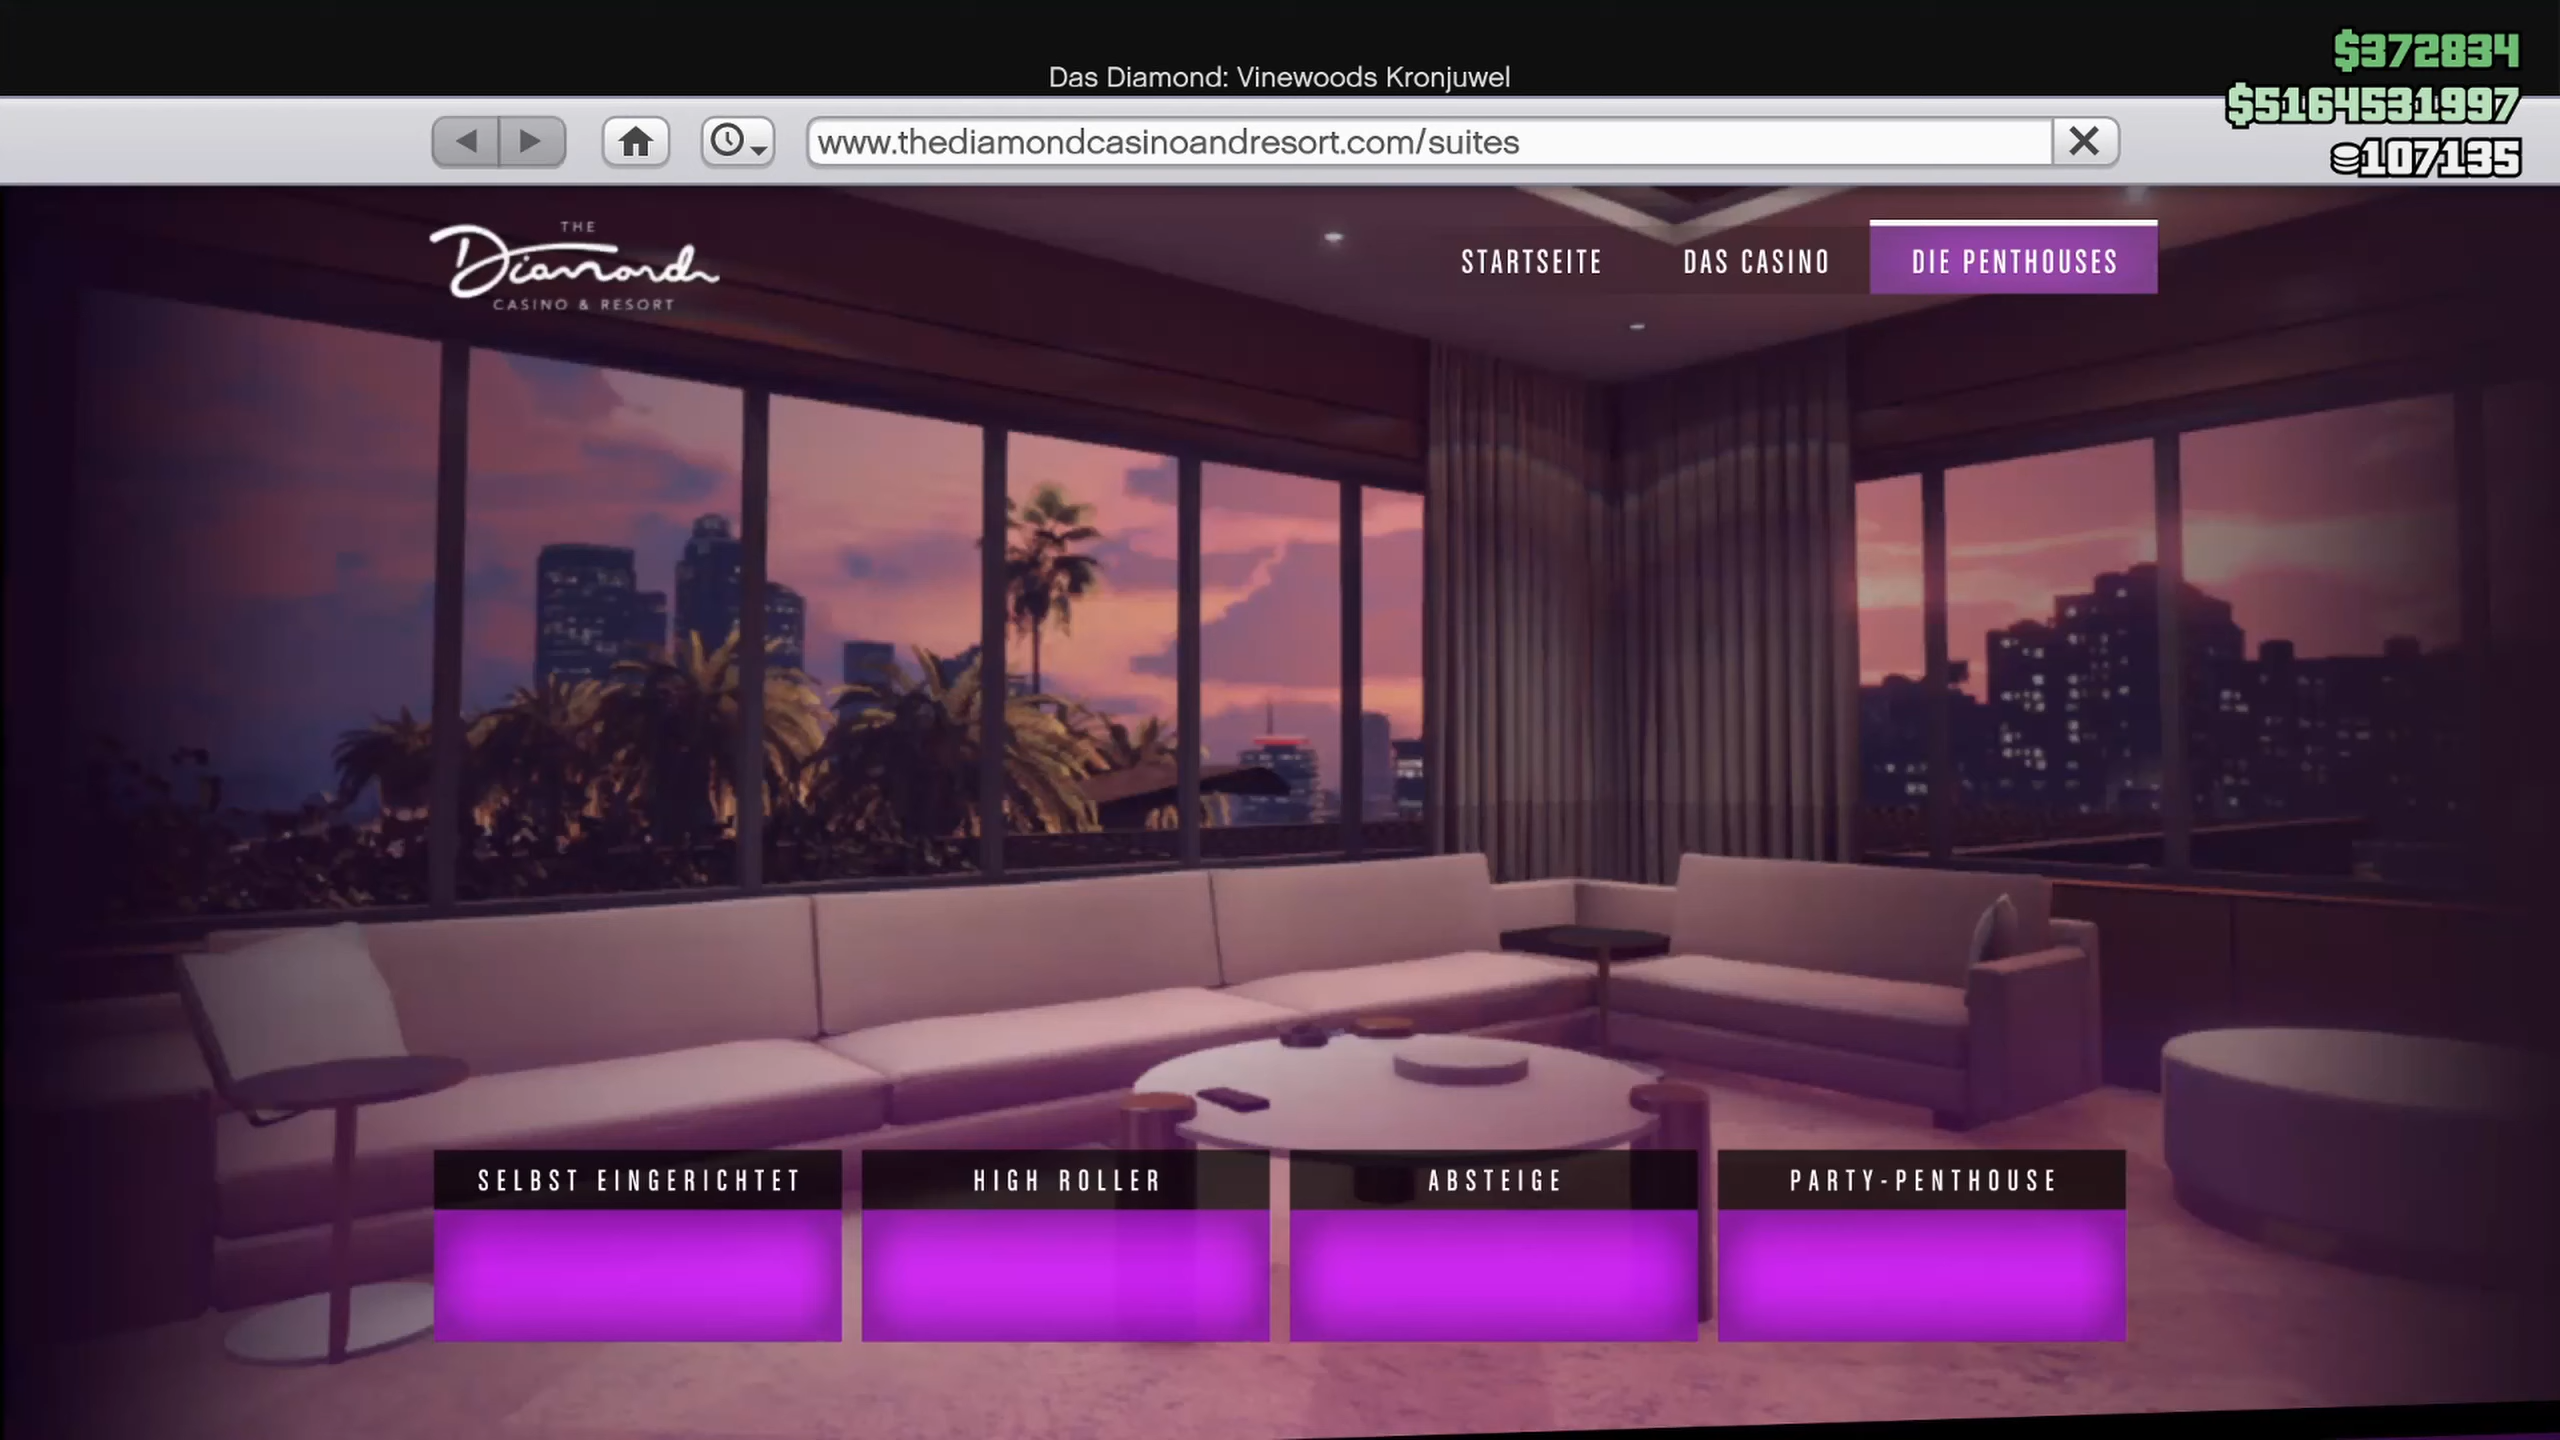 Das Diamond: Vinewoods Kronjuwel
$372834
$5164531997
107135
www.thediamondcasinoandresort.com/suites
THE
Diamond
CASINO & RESORT
STARTSEITE
DAS CASINO
DIE PENTHOUSES
SELBST EINGERICHTET
HIGH ROLLER
ABSTEIGE
PARTY-PENTHOUSE